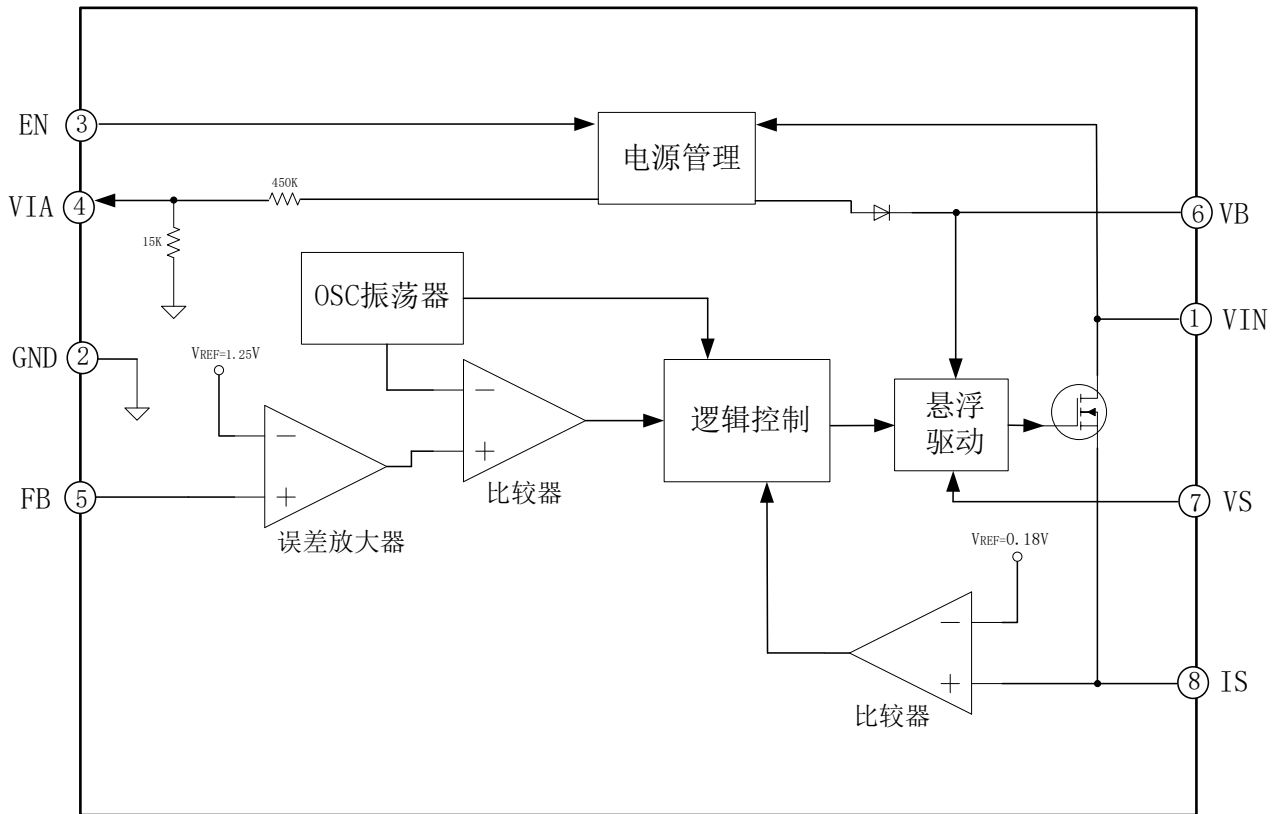 EN 3
电源管理
VIA 4
450K
15K
6 VB
OSC振荡器
1 VIN
GND 2
VREF=1.25V
−
+
比较器
逻辑控制
悬浮
驱动
−
+
误差放大器
FB 5
7 VS
VREF=0.18V
−
+
比较器
8 IS